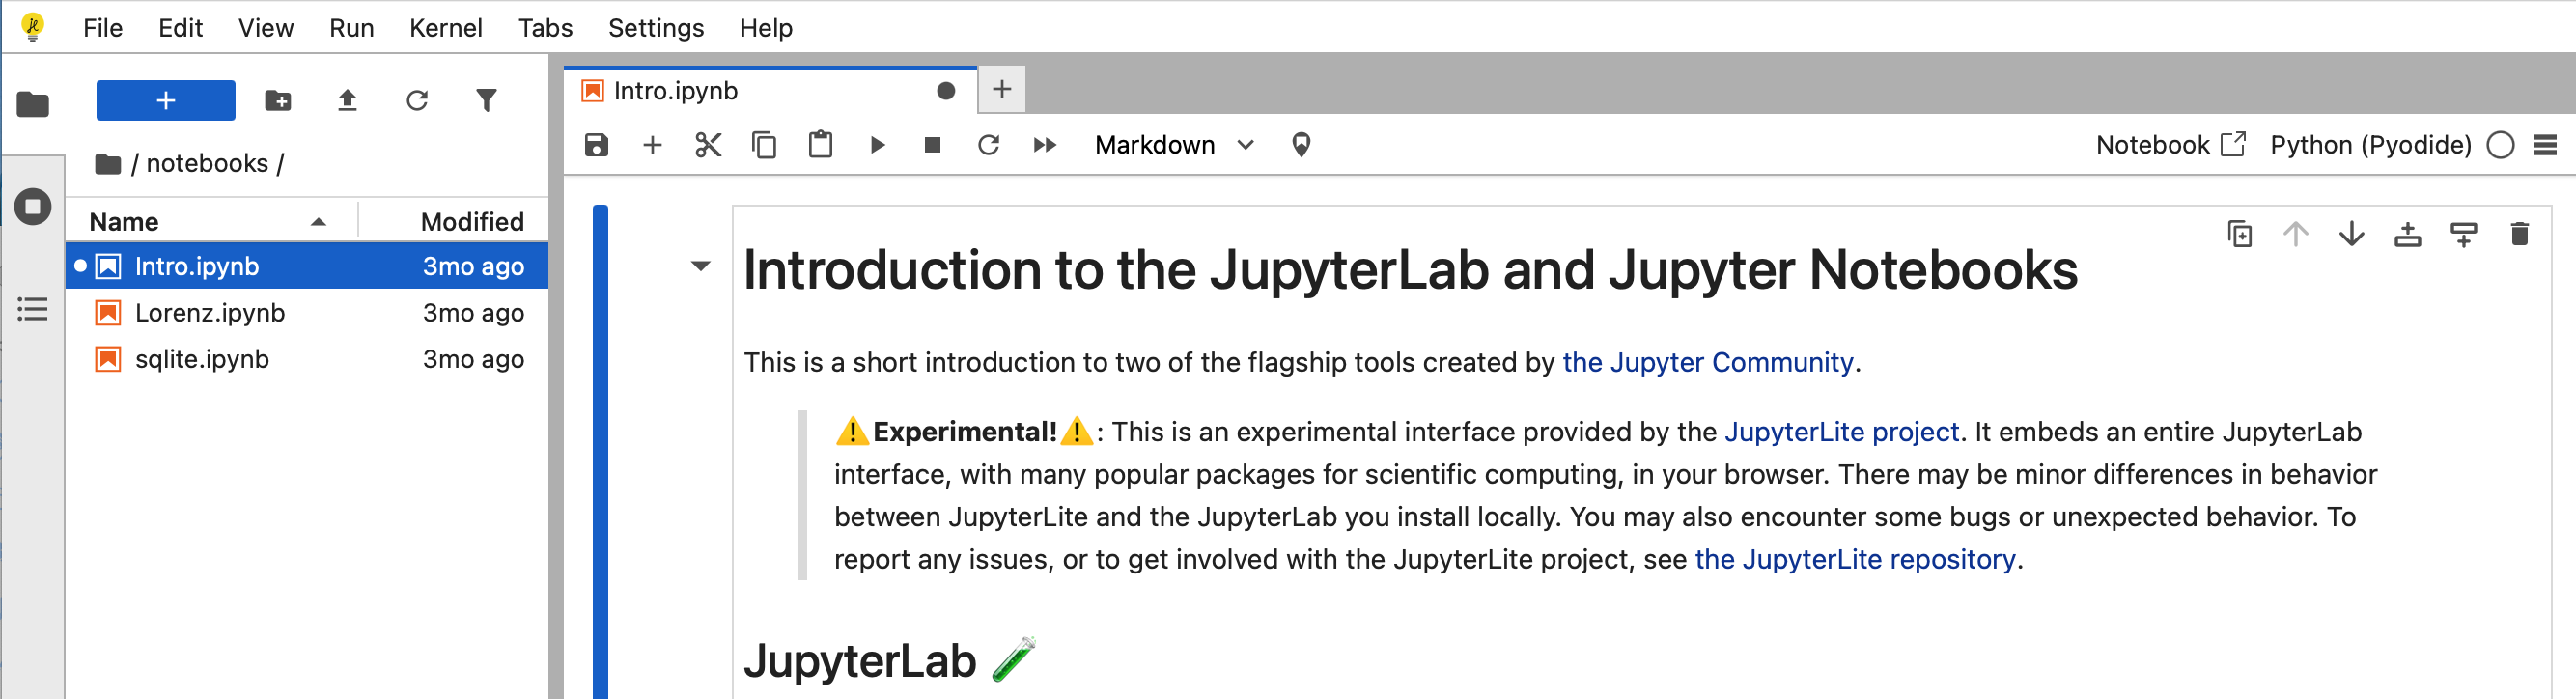 File Edit View Run Kernel Tabs Settings Help
/ notebooks /
Name Modified
Intro.ipynb 3mo ago
Lorenz.ipynb 3mo ago
sqlite.ipynb 3mo ago
Intro.ipynb
Markdown
Notebook
Python (Pyodide)
Introduction to the JupyterLab and Jupyter Notebooks
This is a short introduction to two of the flagship tools created by the Jupyter Community.
⚠️Experimental!⚠️: This is an experimental interface provided by the JupyterLite project. It embeds an entire JupyterLab
interface, with many popular packages for scientific computing, in your browser. There may be minor differences in behavior
between JupyterLite and the JupyterLab you install locally. You may also encounter some bugs or unexpected behavior. To
report any issues, or to get involved with the JupyterLite project, see the JupyterLite repository.
JupyterLab 🧪